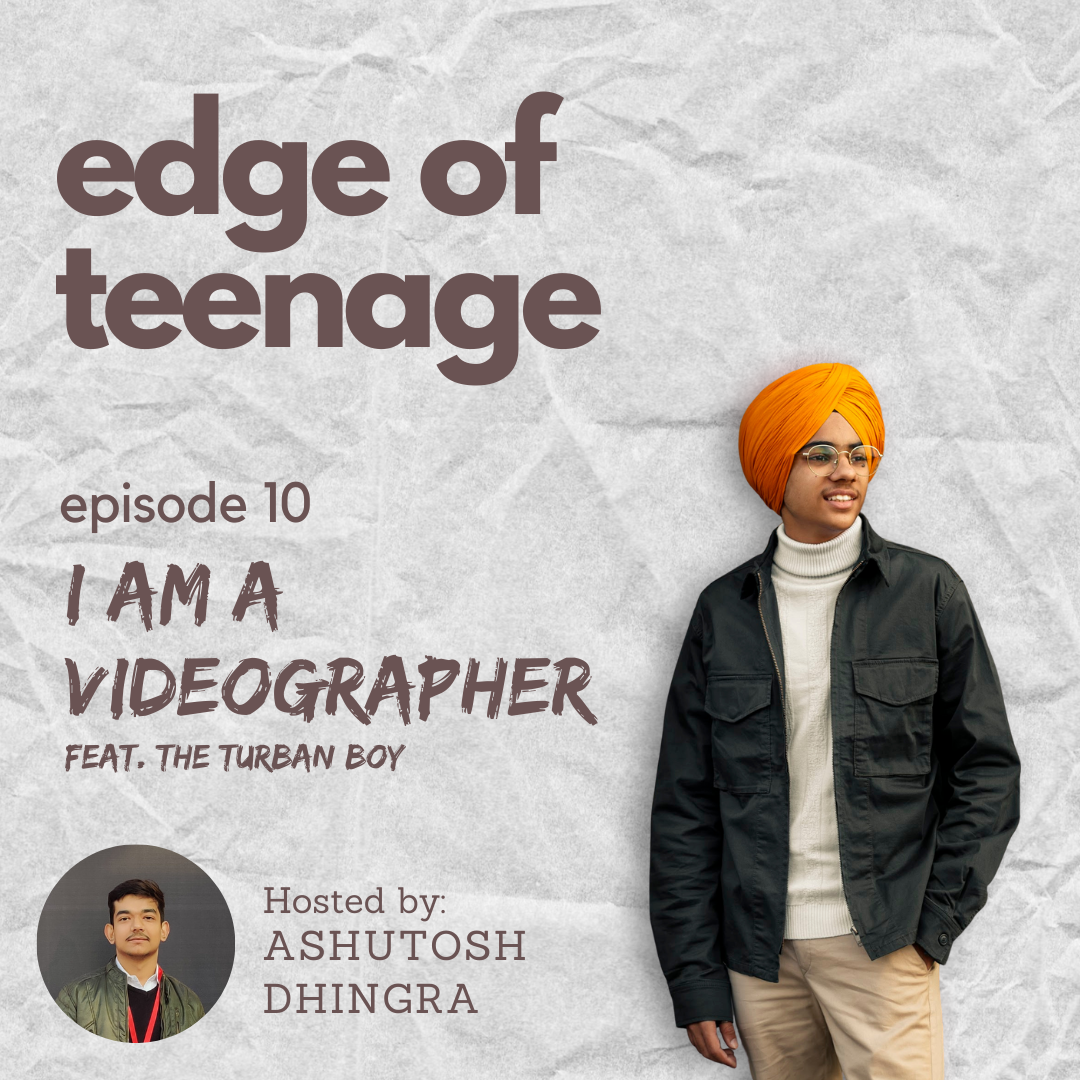 edge of
teenage
episode 10
I AM A
VIDEOGRAPHER
FEAT. THE TURBAN BOY
Hosted by:
ASHUTOSH
DHINGRA